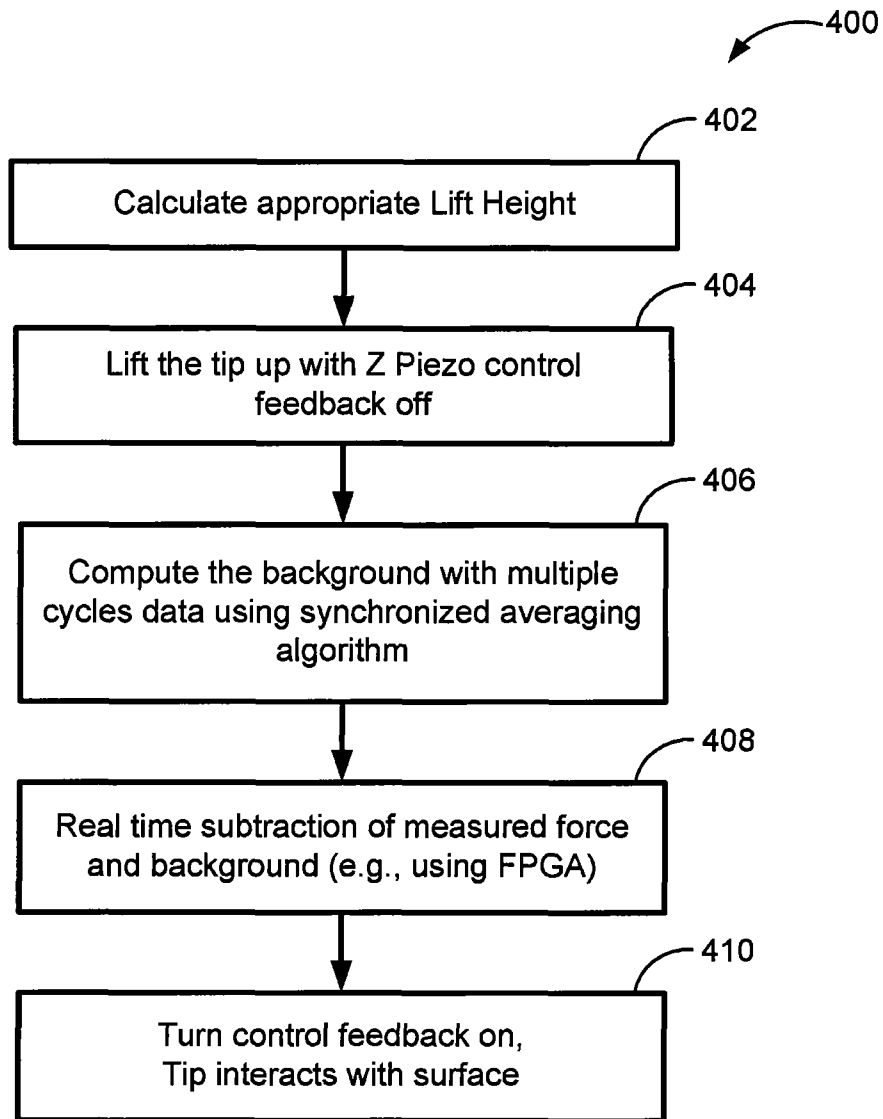 400
402
Calculate appropriate Lift Height
404
Lift the tip up with Z Piezo control
feedback off
406
Compute the background with multiple
cycles data using synchronized averaging
algorithm
408
Real time subtraction of measured force
and background (e.g., using FPGA)
410
Turn control feedback on,
Tip interacts with surface